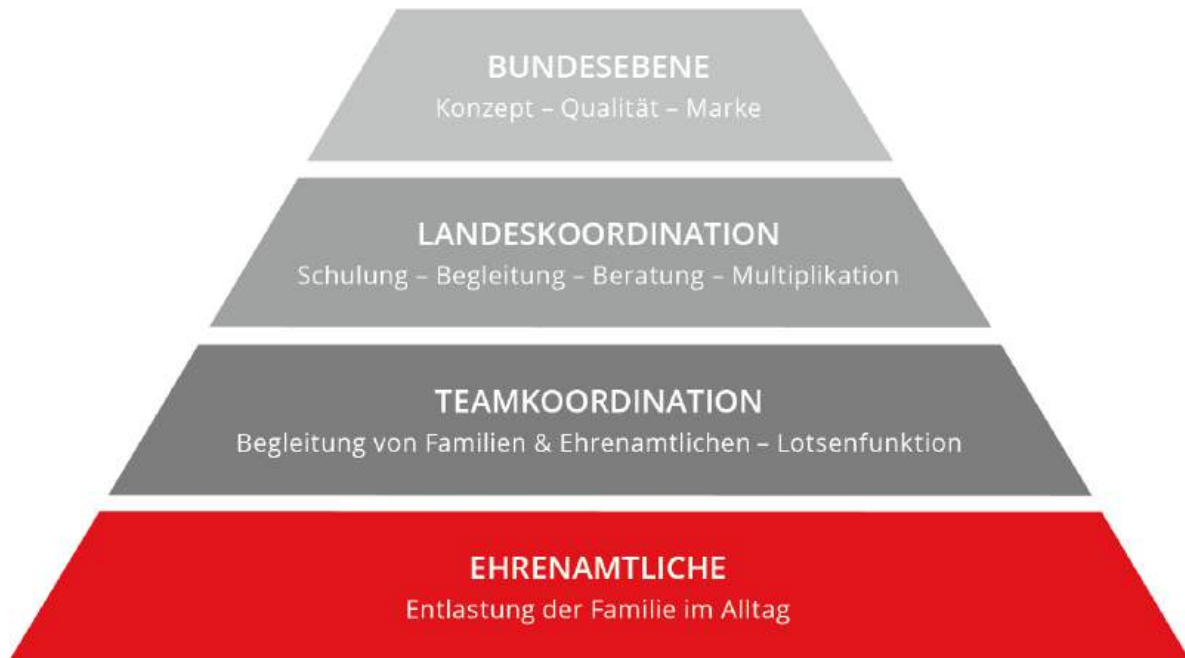 BUNDESEBENE
Konzept – Qualität – Marke
LANDESKOORDINATION
Schulung – Begleitung – Beratung – Multiplikation
TEAMKOORDINATION
Begleitung von Familien & Ehrenamtlichen – Lotsenfunktion
EHRENAMTLICHE
Entlastung der Familie im Alltag